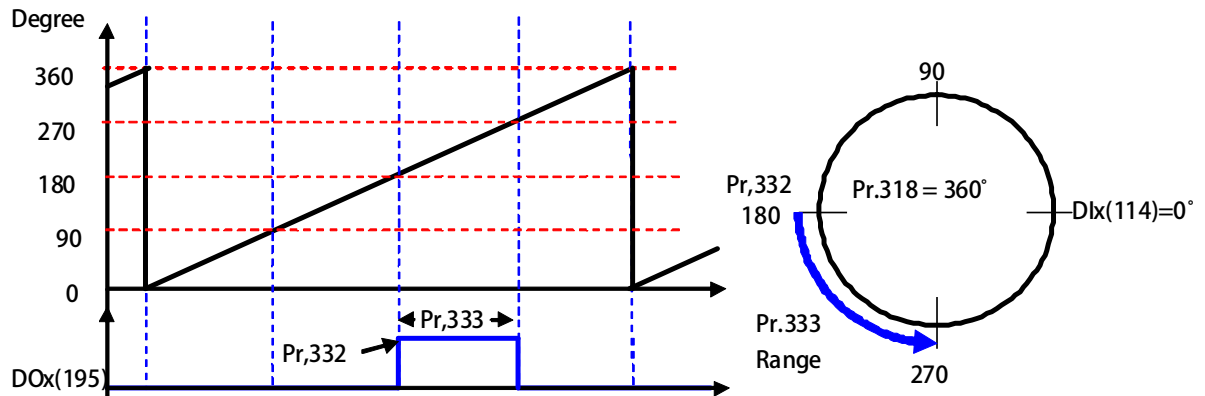 Degree
360
270
180
90
0
Pr,333
Pr,332
DOx(195)
90
Pr,332
180
Pr.318 = 360°
DIx(114)=0°
Pr.333
Range
270